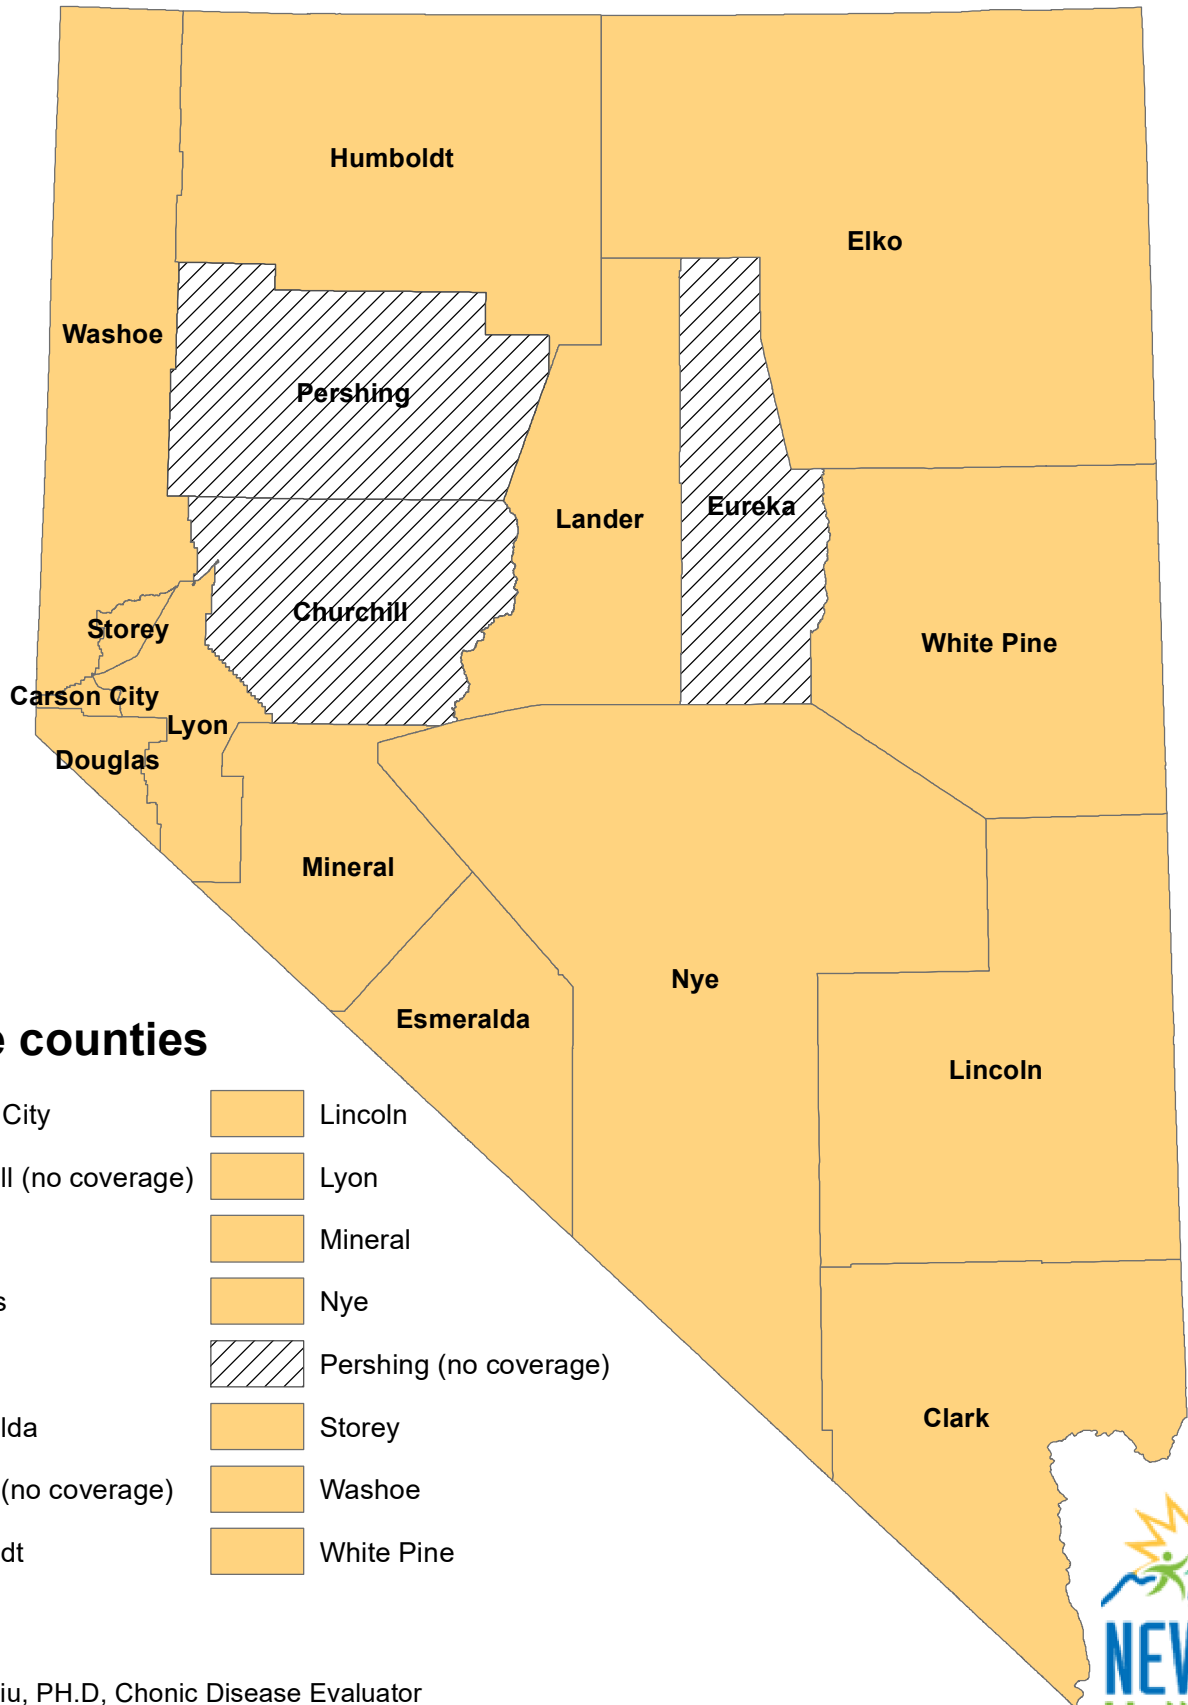 Humboldt
Elko
Washoe
Pershing
Eureka
Lander
Churchill
Storey
White Pine
Carson City
Lyon
Douglas
Mineral
Nye
Esmeralda
Lincoln
Clark
e counties
City
Lincoln
ll (no coverage)
Lyon
Mineral
s
Nye
Pershing (no coverage)
lda
Storey
(no coverage)
Washoe
dt
White Pine
iu, PH.D, Chonic Disease Evaluator
NEV